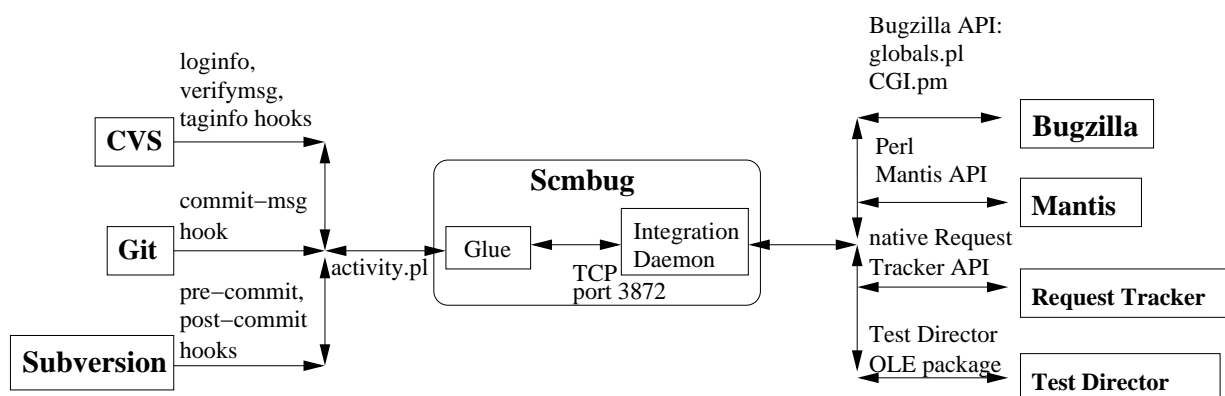 loginfo,
verifymsg,
taginfo hooks
CVS
commit−msg
hook
Git
pre−commit,
post−commit
hooks
Subversion
activity.pl
Scmbug
Glue
TCP
port 3872
Integration
Daemon
Bugzilla API:
globals.pl
CGI.pm
Bugzilla
Perl
Mantis API
Mantis
native Request
Tracker API
Request Tracker
Test Director
OLE package
Test Director